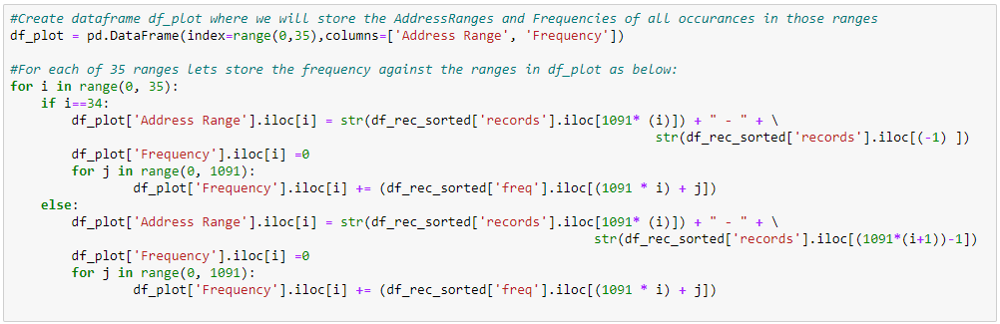 #Create dataframe df_plot where we will store the AddressRanges and Frequencies of all occurances in those ranges
df_plot = pd.DataFrame(index=range(0,35),columns=['Address Range', 'Frequency'])

#For each of 35 ranges lets store the frequency against the ranges in df_plot as below:
for i in range(0, 35):
    if i==34:
        df_plot['Address Range'].iloc[i] = str(df_rec_sorted['records'].iloc[1091* (i)]) + " - " + \
                                                                                    str(df_rec_sorted['records'].iloc[(-1) ])
        df_plot['Frequency'].iloc[i] =0
        for j in range(0, 1091):
                df_plot['Frequency'].iloc[i] += (df_rec_sorted['freq'].iloc[(1091 * i) + j])
    else:
        df_plot['Address Range'].iloc[i] = str(df_rec_sorted['records'].iloc[1091* (i)]) + " - " + \
                                                                            str(df_rec_sorted['records'].iloc[(1091*(i+1))-1])
        df_plot['Frequency'].iloc[i] =0
        for j in range(0, 1091):
                df_plot['Frequency'].iloc[i] += (df_rec_sorted['freq'].iloc[(1091 * i) + j])